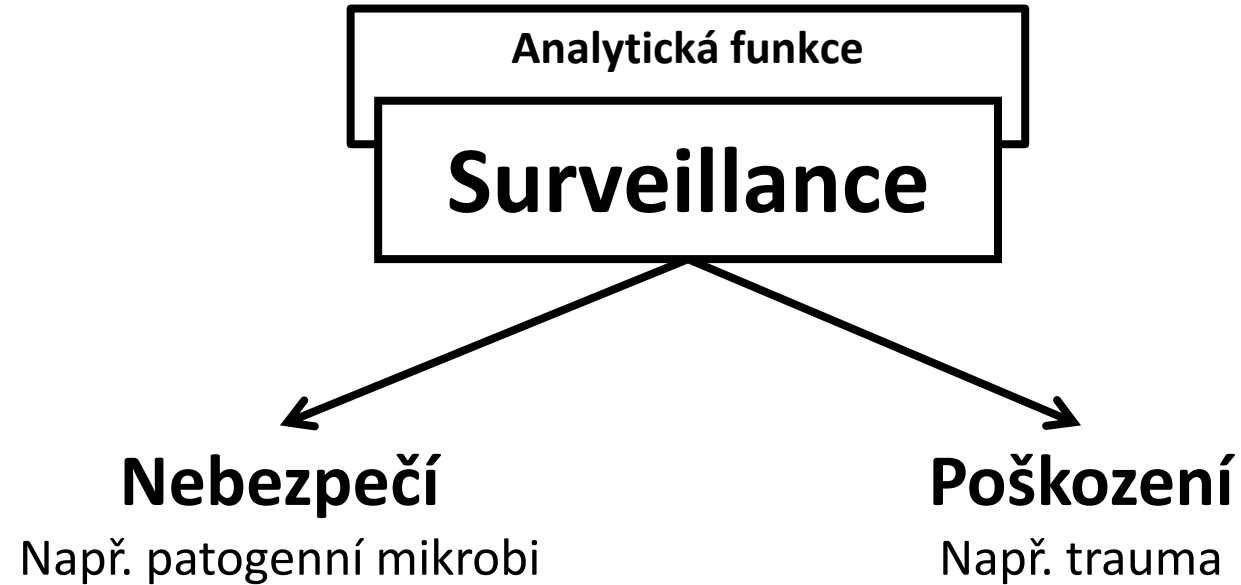 Analytická funkce
Surveillance
Nebezpečí
Např. patogenní mikrobi
Poškození
Např. trauma